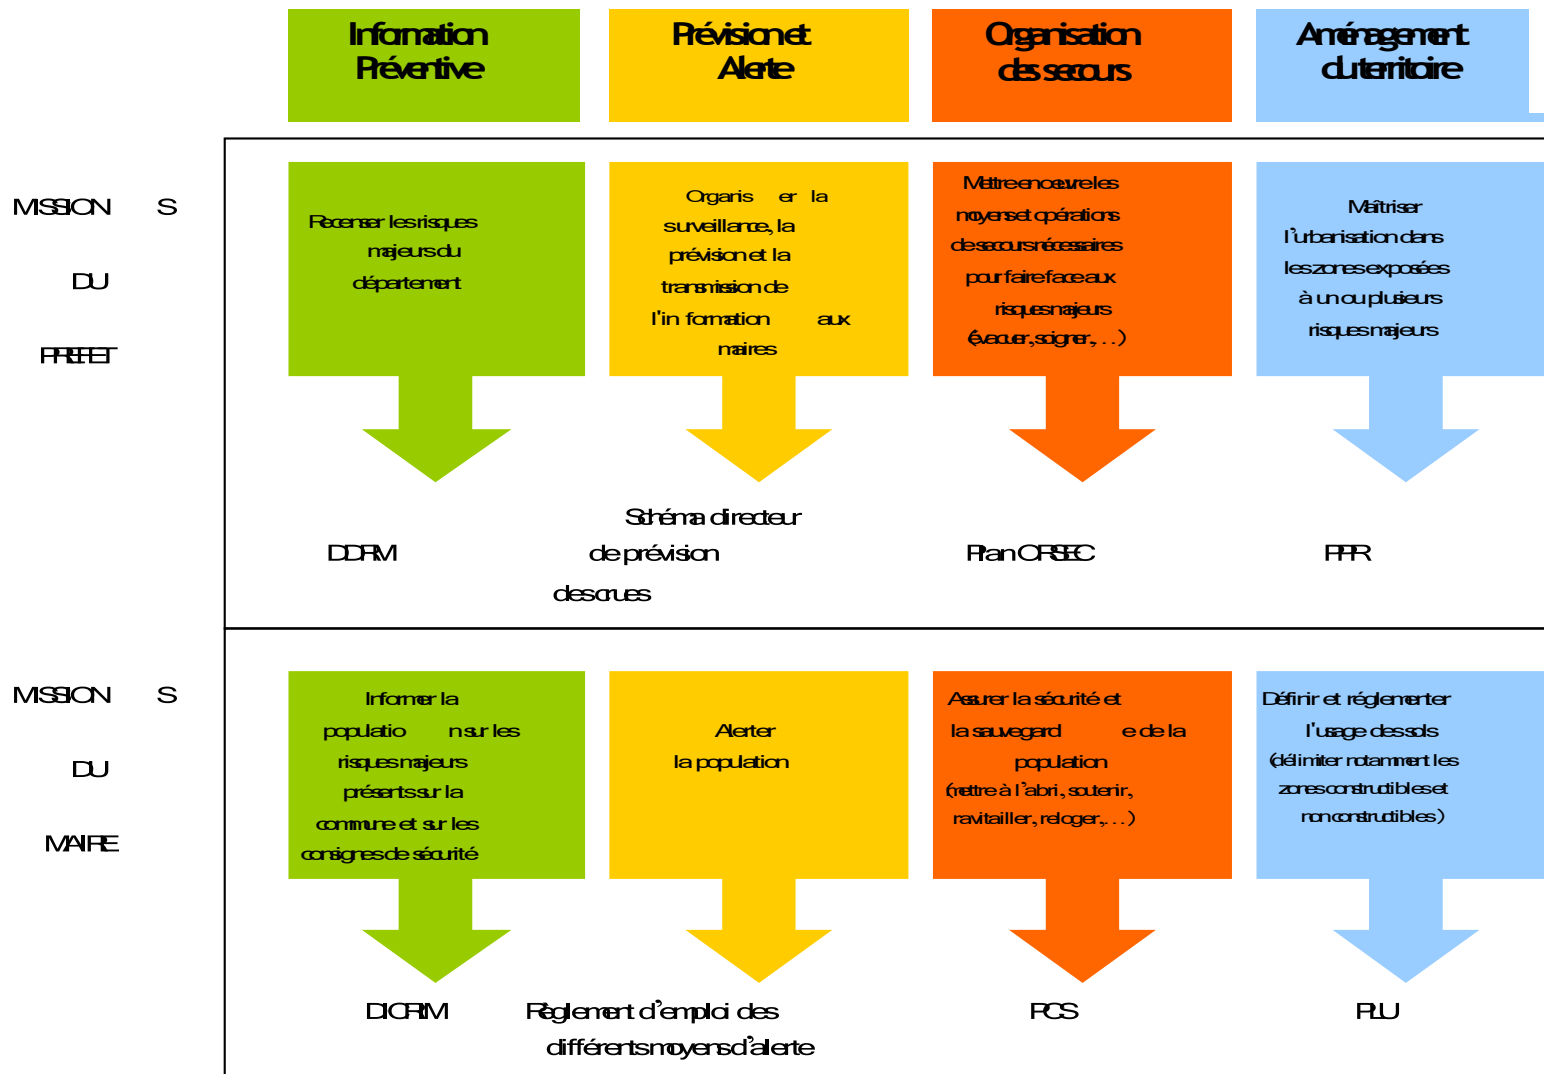 Information
Préventive
Prévision et
Alerte
Organisation
des secours
Aménagement
du territoire
MISSIONS
DU
PREFET
Recenser les risques
majeurs du
département
Organiser la
surveillance, la
prévision et la
transmission de
l'information aux
maires
Mettre en oeuvre les
moyens et opérations
de secours nécessaires
pour faire face aux
risques majeurs
(évacuer, soigner,…)
Maîtriser
l’urbanisation dans
les zones exposées
à un ou plusieurs
risques majeurs
DDRM
Schéma directeur
de prévision
des crues
Plan ORSEC
PPR
MISSIONS
DU
MAIRE
Informer la
population sur les
risques majeurs
présents sur la
commune et sur les
consignes de sécurité
Alerter
la population
Assurer la sécurité et
la sauvegarde de la
population
(mettre à l’abri, soutenir,
ravitailler, reloger,…)
Définir et réglementer
l'usage des sols
(délimiter notamment les
zones constructibles et
non constructibles)
DICRIM
Règlement d’emploi des
différents moyens d’alerte
PCS
PLU